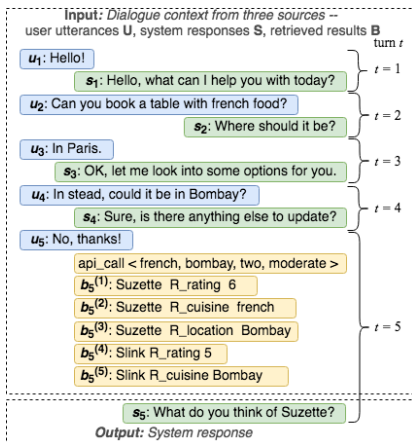 Input: Dialogue context from three sources --
user utterances U, system responses S, retrieved results B
turn t
u1: Hello!
s1: Hello, what can I help you with today?
t = 1
u2: Can you book a table with french food?
s2: Where should it be?
t = 2
u3: In Paris.
s3: OK, let me look into some options for you.
t = 3
u4: In stead, could it be in Bombay?
s4: Sure, is there anything else to update?
t = 4
u5: No, thanks!
api_call < french, bombay, two, moderate >
b5(1): Suzette R_rating 6
b5(2): Suzette R_cuisine french
b5(3): Suzette R_location Bombay
b5(4): Slink R_rating 5
b5(5): Slink R_cuisine Bombay
t = 5
s5: What do you think of Suzette?
Output: System response